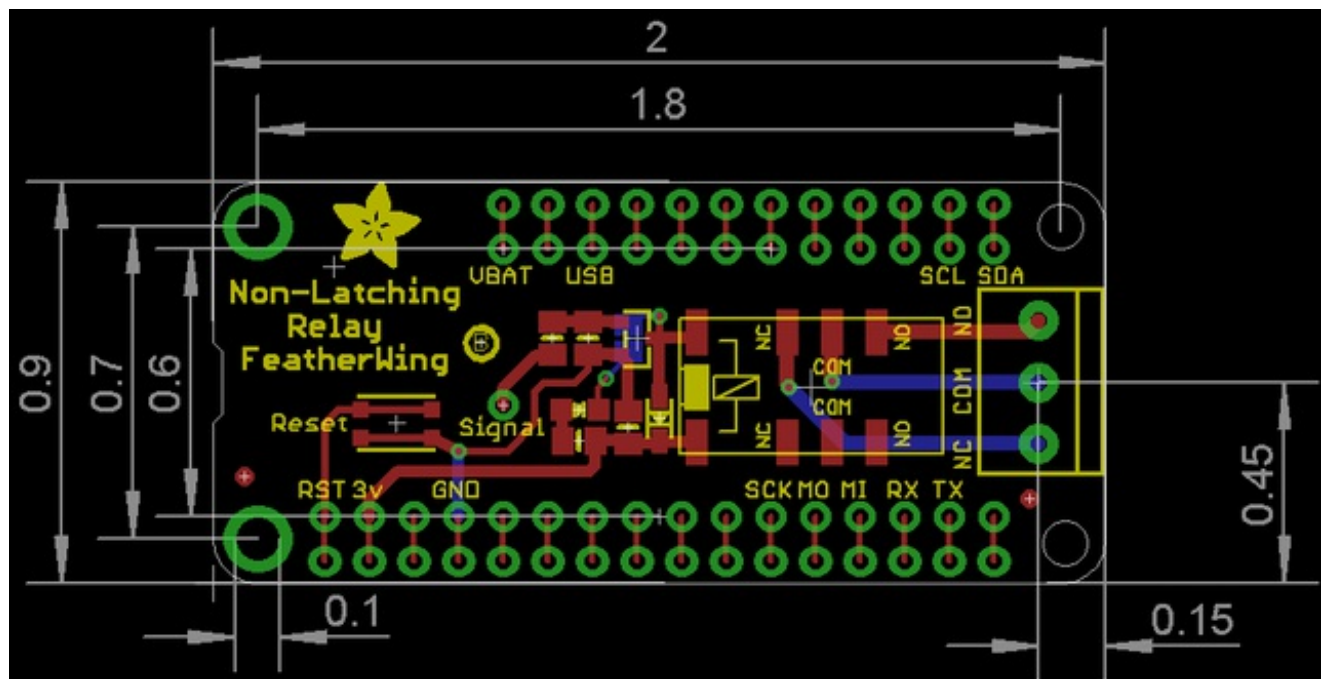 2
1.8
VBAT USB SCL SDA
Non-Latching
Relay
FeatherWing
B
0.9
0.7
0.6
NC
NO
NO
COM
COM
COM
Reset
Signal
NC
NO
NC
0.45
RST 3v GND SCK MO MI RX TX
0.1
0.15